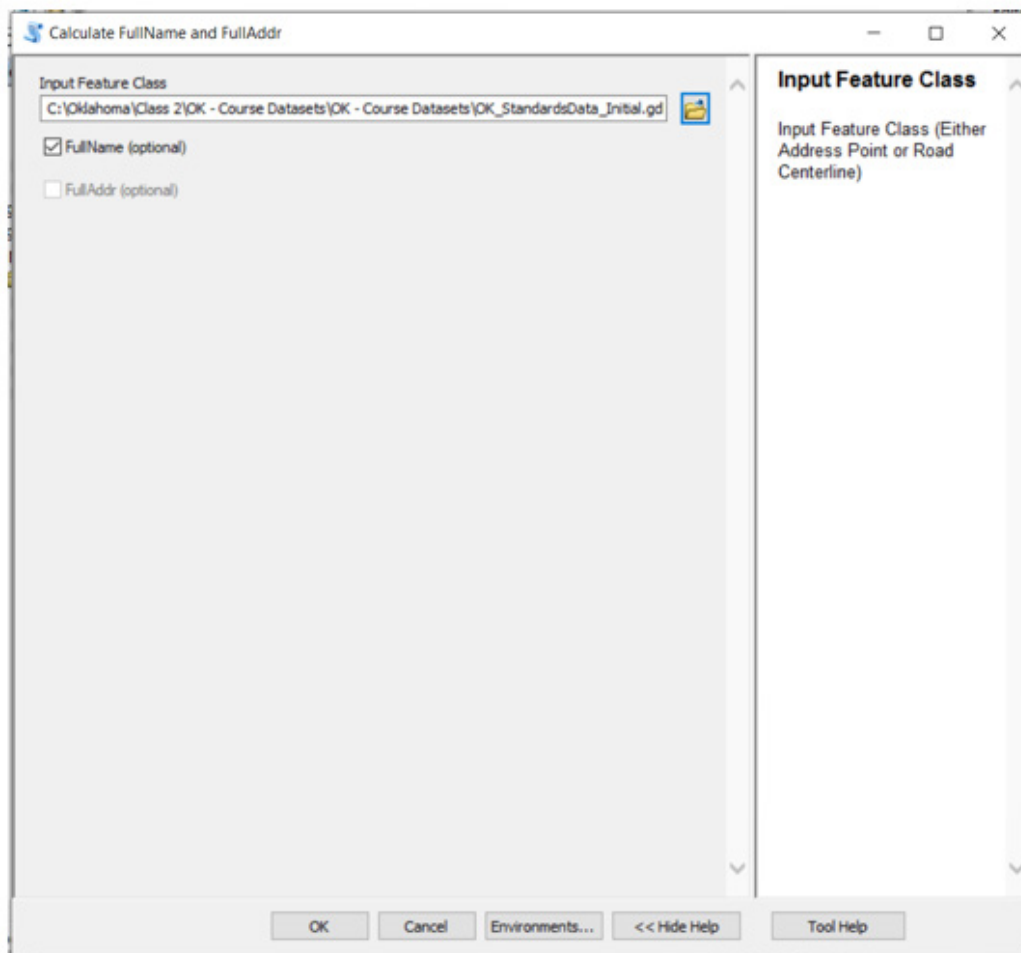 Calculate FullName and FullAddr
Input Feature Class
C:\Oklahoma\Class 2\OK - Course Datasets\OK - Course Datasets\OK_StandardsData_Initial.gd
FullName (optional)
FullAddr (optional)
Input Feature Class
Input Feature Class (Either
Address Point or Road
Centerline)
OK
Cancel
Environments...
<< Hide Help
Tool Help